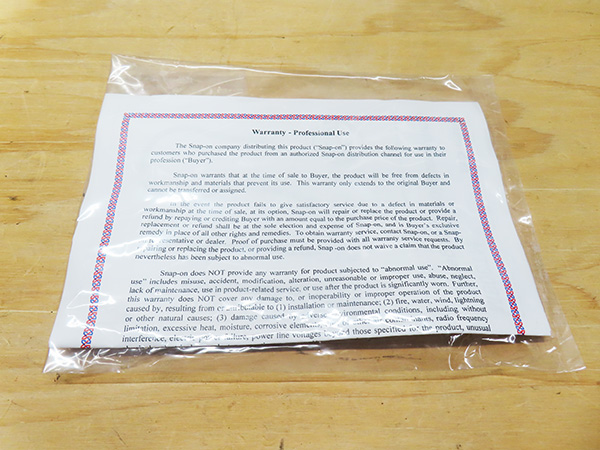 Warranty - Professional Use
The Snap-on company distributing this product ("Snap-on") provides the following warranty to
customers who purchased the product from an authorized Snap-on distribution channel for use in their
profession ("Buyer").
Snap-on warrants that at the time of sale to Buyer, the product will be free from defects in
workmanship and materials that prevent its use. This warranty only extends to the original Buyer and
cannot be transferred or assigned.
In the event the product fails to give satisfactory service due to a defect in materials or
workmanship at the time of sale, at its option, Snap-on will repair or replace the product or provide a
refund by repaying or crediting Buyer with an amount equal to the purchase price of the product. Repair,
replacement or refund shall be at the sole election and expense of Snap-on, and is Buyer's exclusive
remedy in place of all other rights and remedies. To obtain warranty service, contact Snap-on, or a Snap-
representative or dealer. Proof of purchase must be provided with all warranty service requests. By
or replacing the product, or providing a refund, Snap-on does not waive a claim that the product
nevertheless has been subject to abnormal use.
Snap-on does NOT provide any warranty for product subjected to "abnormal use". "Abnormal
use" includes misuse, accident, modification, alteration, unreasonable or improper use, abuse, neglect,
lack of maintenance, use in product-related service, or use after the product is significantly worn. Further,
this warranty does NOT cover any damage to, or inoperability or improper operation of the product
caused by, resulting from or attributable to (1) installation or maintenance; (2) fire, water, wind, lightning
or other natural causes; (3) damage caused by adverse environmental conditions, including without
limitation, excessive heat, moisture, corrosive elements, or other contaminants, radio frequency
interference, power failure, power line voltages beyond those specified for the product, unusual